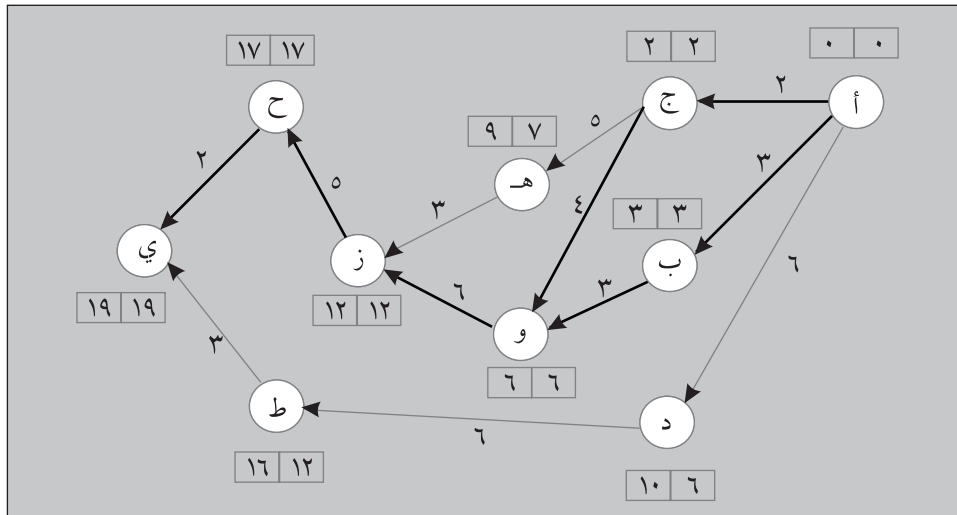 ٠ ٠
٢ ٢
١٧ ١٧
أ
٢
ج
ح
٥
٩ ٧
٣
٢
٥
هـ
٤
٣ ٣
٣
ي
ز
ب
٦
٦
٣
١٩ ١٩
١٢ ١٢
و
٣
٦ ٦
ط
د
٦
١٦ ١٢
١٠ ٦